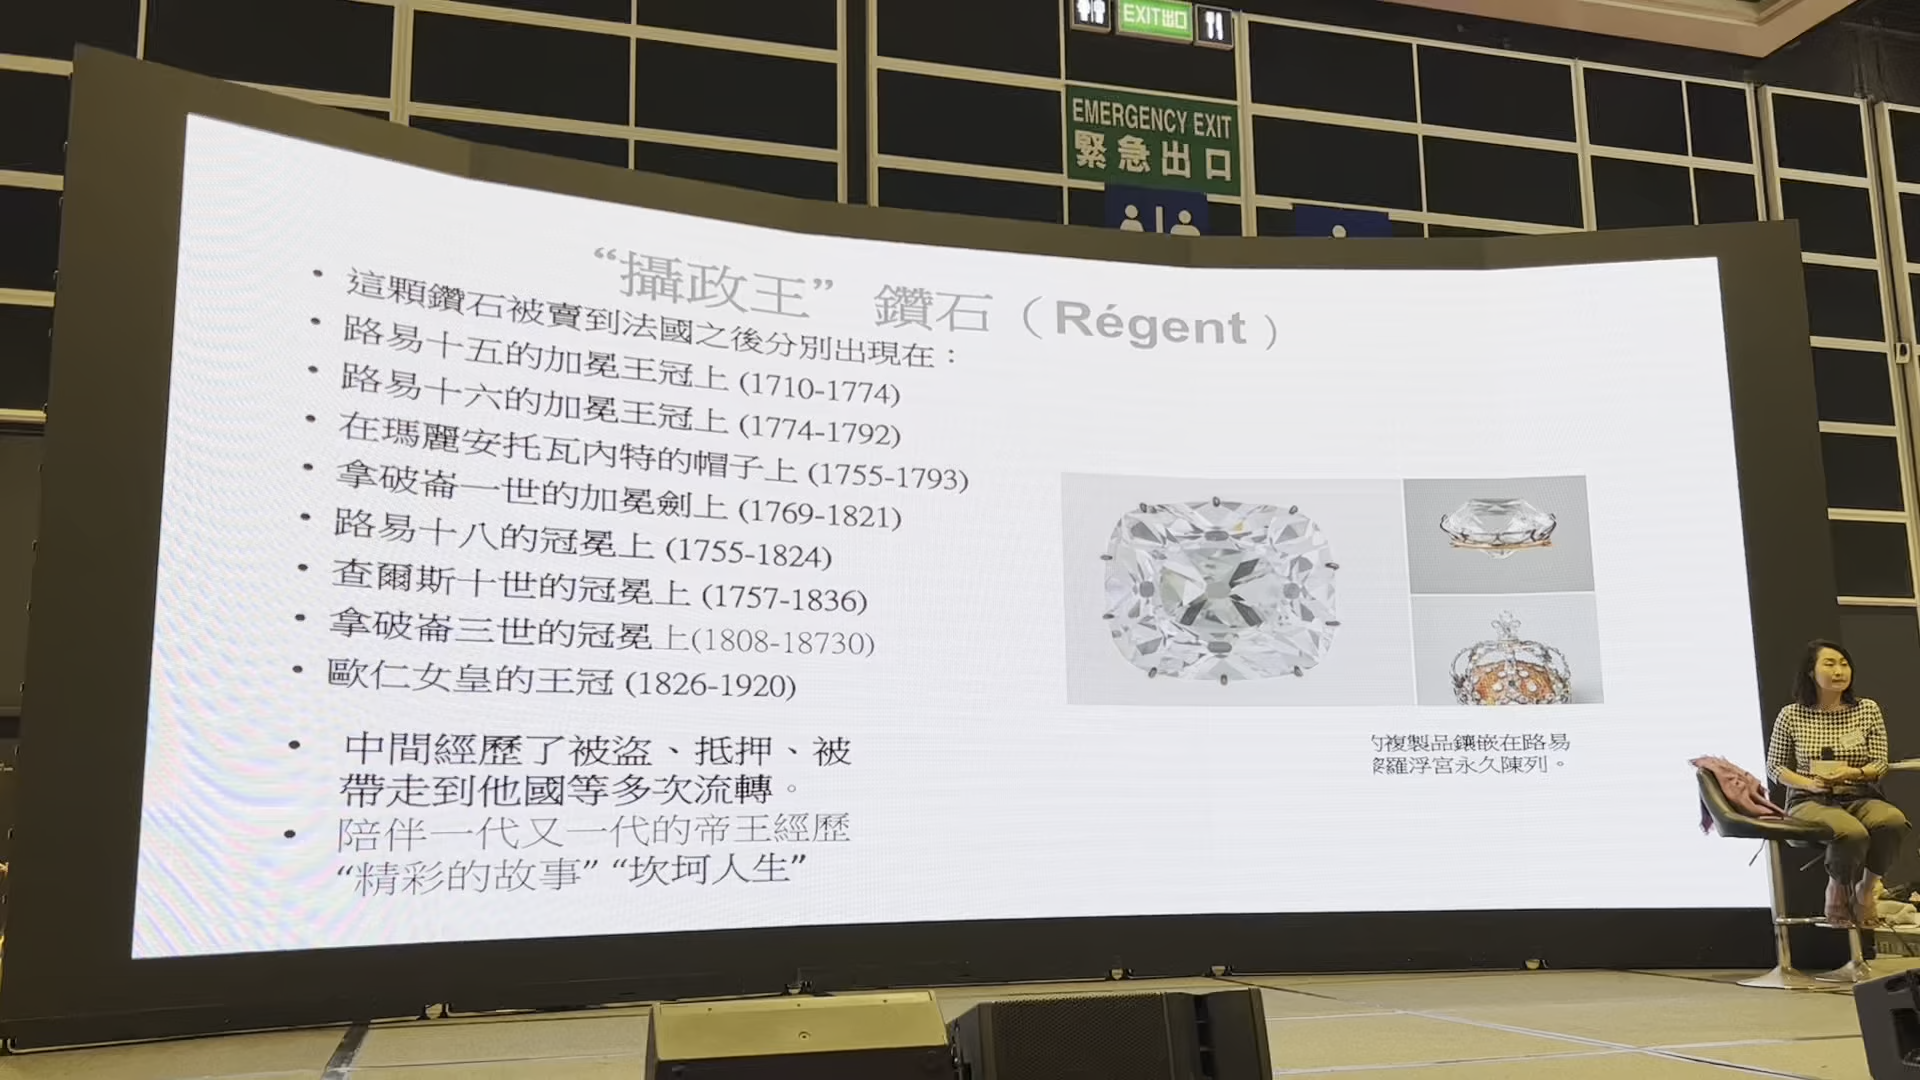 EXIT出口
EMERGENCY EXIT
緊急出口
“攝政王”鑽石（Régent）
• 這顆鑽石被賣到法國之後分別出現在：
• 路易十五的加冕王冠上 (1710-1774)
• 路易十六的加冕王冠上 (1774-1792)
• 在瑪麗安托瓦內特的帽子上 (1755-1793)
• 拿破崙一世的加冕劍上 (1769-1821)
• 路易十八的冠冕上 (1755-1824)
• 查爾斯十世的冠冕上 (1757-1836)
• 拿破崙三世的冠冕上(1808-18730)
• 歐仁女皇的王冠 (1826-1920)
• 中間經歷了被盜、抵押、被
帶走到他國等多次流轉。
• 陪伴一代又一代的帝王經歷
“精彩的故事” “坎坷人生”
複製品鑲嵌在路易
羅浮宮永久陳列。